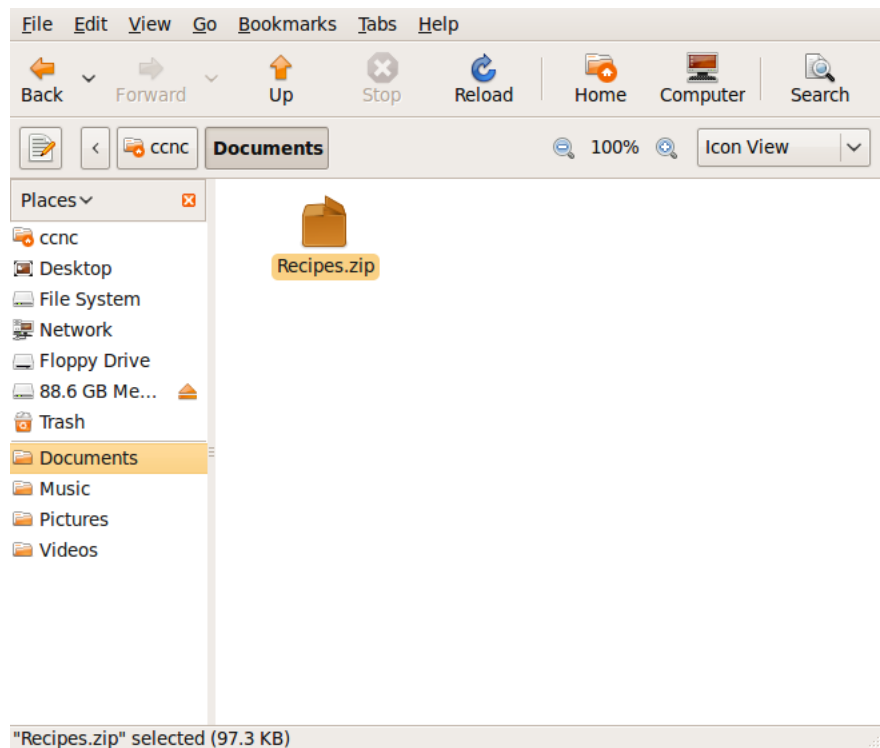 File Edit View Go Bookmarks Tabs Help
Back Forward Up Stop Reload Home Computer Search
ccnc Documents 100% Icon View
Places
ccnc
Desktop
File System
Network
Floppy Drive
88.6 GB Me...
Trash
Documents
Music
Pictures
Videos
Recipes.zip
"Recipes.zip" selected (97.3 KB)